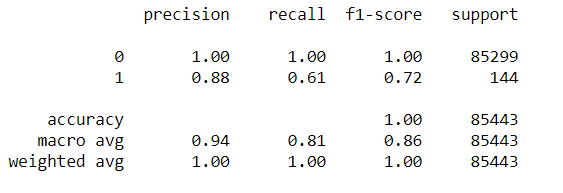 precision recall f1-score support
0 1.00 1.00 1.00 85299
1 0.88 0.61 0.72 144
accuracy 1.00 85443
macro avg 0.94 0.81 0.86 85443
weighted avg 1.00 1.00 1.00 85443